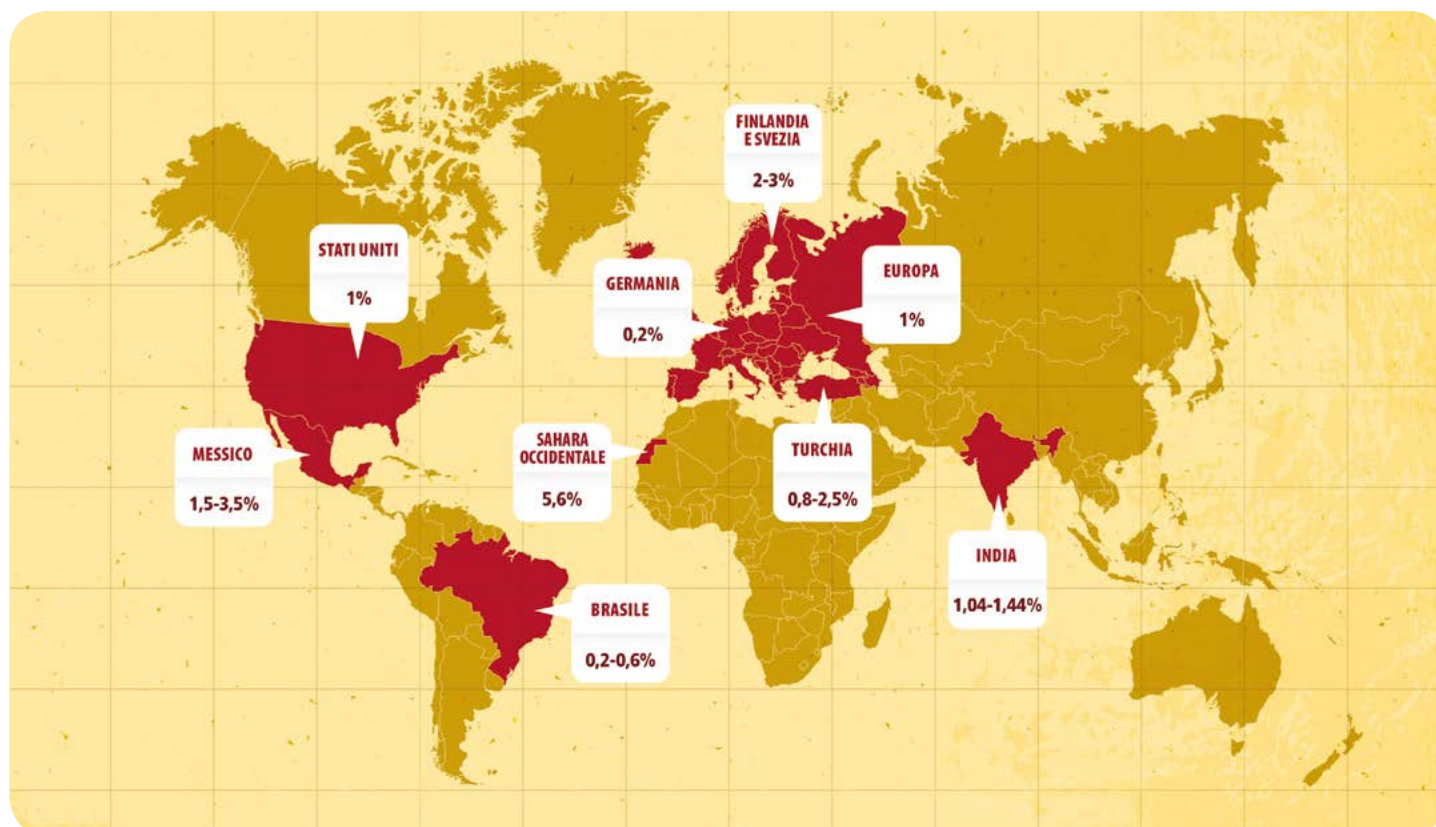 FINLANDIA
E SVEZIA
2-3%
STATI UNITI
1%
GERMANIA
0,2%
EUROPA
1%
MESSICO
1,5-3,5%
SAHARA
OCCIDENTALE
5,6%
TURCHIA
0,8-2,5%
INDIA
1,04-1,44%
BRASILE
0,2-0,6%